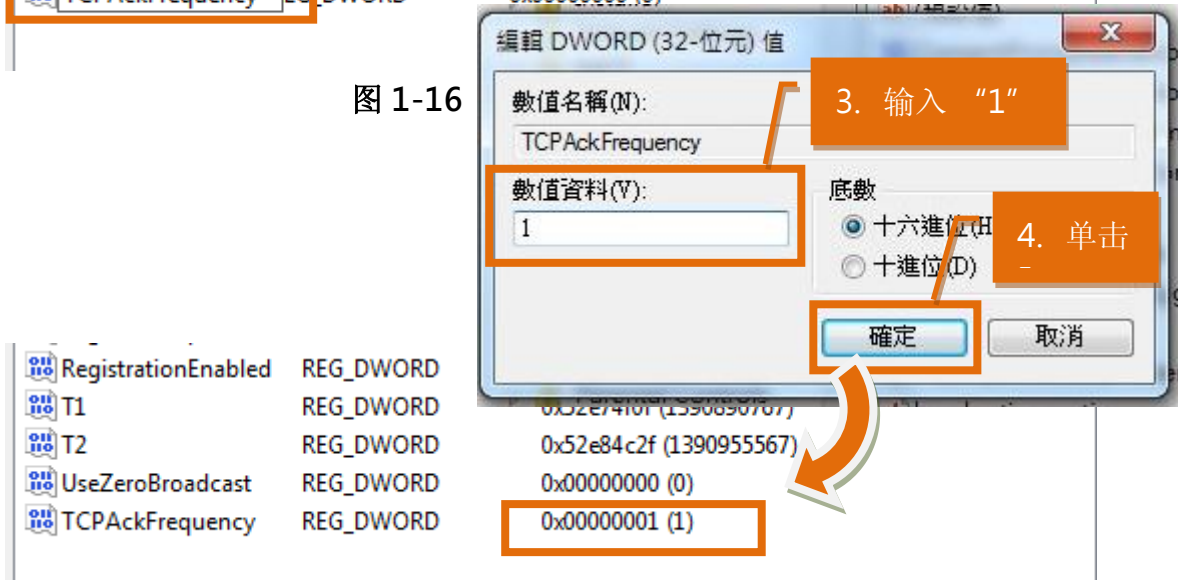 TCPAckFrequency
編輯 DWORD (32-位元) 值
图 1-16
數值名稱(N):
3. 输入 “1”
TCPAckFrequency
數值資料(V):
底數
1
十六進位(H
4. 单击
十進位(D)
確定
取消
RegistrationEnabled REG_DWORD
T1 REG_DWORD
T2 REG_DWORD 0x52e84c2f (1390955567)
UseZeroBroadcast REG_DWORD 0x00000000 (0)
TCPAckFrequency REG_DWORD 0x00000001 (1)